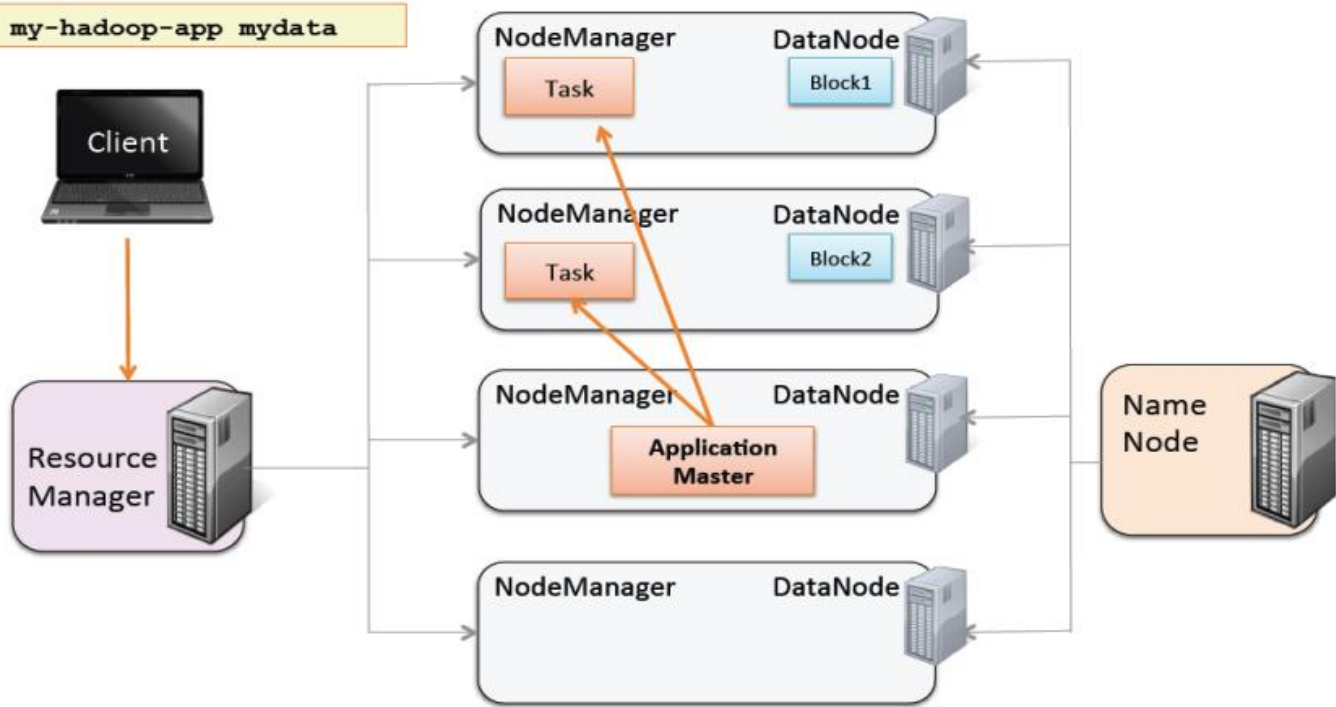 my-hadoop-app mydata
Client
Resource
Manager
NodeManager
DataNode
Task
Block1
NodeManager
DataNode
Task
Block2
NodeManager
DataNode
Application
Master
NodeManager
DataNode
Name
Node